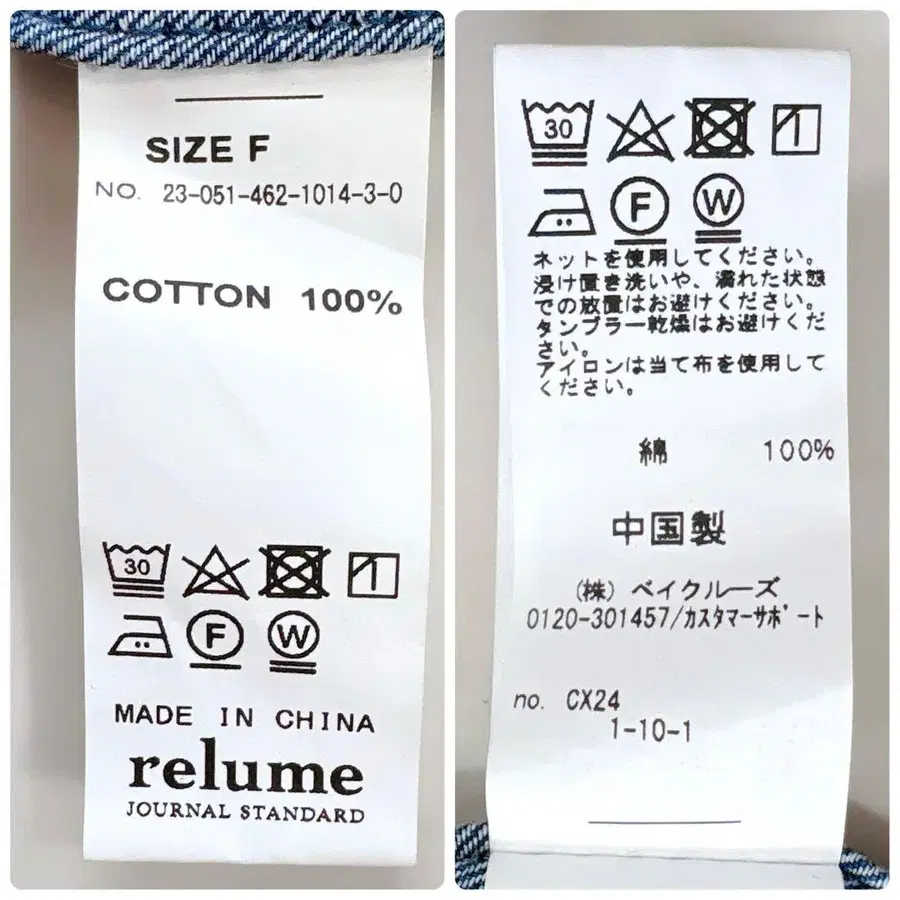 SIZE F
NO. 23-051-462-1014-3-0
COTTON 100%
30
F W
MADE IN CHINA
relume
JOURNAL STANDARD
30
F W
ネットを使用してください。
浸け置き洗いや、濡れた状態
での放置はお避けください。
タンブラー乾燥はお避けくだ
さい。
アイロンは当て布を使用して
ください。
綿 100%
中国製
(株) ベイクルーズ
0120-301457/カスタマーサポート
no. CX24
1-10-1